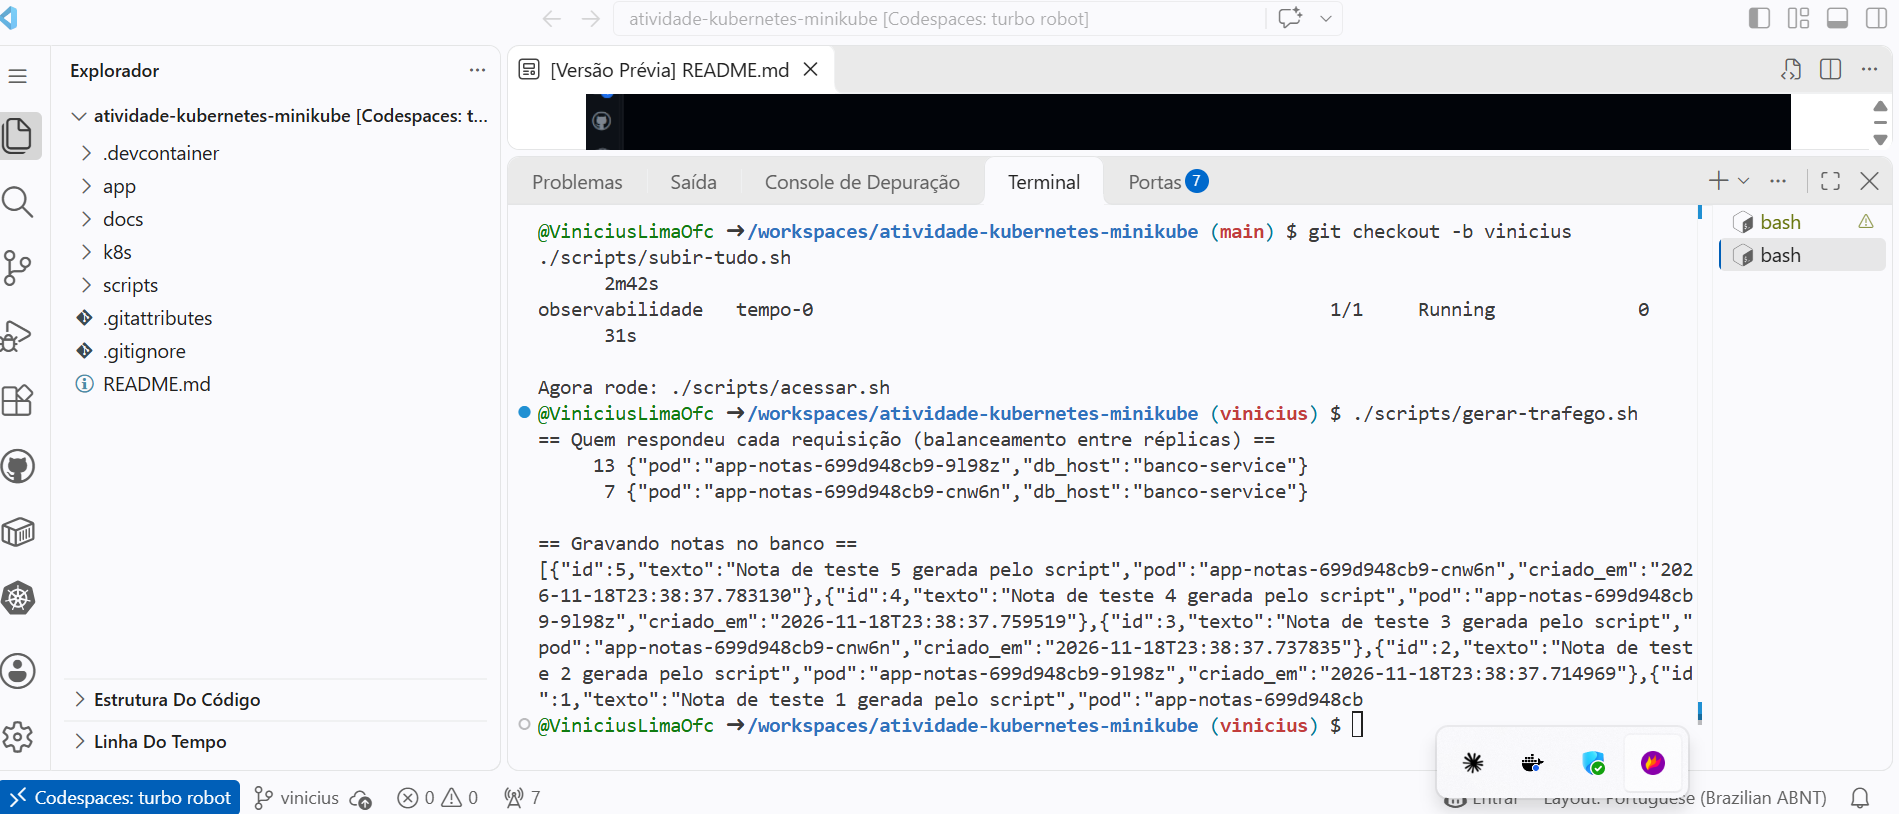 atividade-kubernetes-minikube [Codespaces: turbo robot]
Explorador
[Versão Prévia] README.md
atividade-kubernetes-minikube [Codespaces: t...
.devcontainer
app
docs
k8s
scripts
.gitattributes
.gitignore
README.md
Estrutura Do Código
Linha Do Tempo
Problemas
Saída
Console de Depuração
Terminal
Portas 7
@ViniciusLimaOfc ➜/workspaces/atividade-kubernetes-minikube (main) $ git checkout -b vinicius
./scripts/subir-tudo.sh
2m42s
observabilidade tempo-0 1/1 Running 0
31s
Agora rode: ./scripts/acessar.sh
@ViniciusLimaOfc ➜/workspaces/atividade-kubernetes-minikube (vinicius) $ ./scripts/gerar-trafego.sh
== Quem respondeu cada requisição (balanceamento entre réplicas) ==
13 {"pod":"app-notas-699d948cb9-9l98z","db_host":"banco-service"}
7 {"pod":"app-notas-699d948cb9-cnw6n","db_host":"banco-service"}
== Gravando notas no banco ==
[{"id":5,"texto":"Nota de teste 5 gerada pelo script","pod":"app-notas-699d948cb9-cnw6n","criado_em":"202
6-11-18T23:38:37.783130"},{"id":4,"texto":"Nota de teste 4 gerada pelo script","pod":"app-notas-699d948cb
9-9l98z","criado_em":"2026-11-18T23:38:37.759519"},{"id":3,"texto":"Nota de teste 3 gerada pelo script","
pod":"app-notas-699d948cb9-cnw6n","criado_em":"2026-11-18T23:38:37.737835"},{"id":2,"texto":"Nota de test
e 2 gerada pelo script","pod":"app-notas-699d948cb9-9l98z","criado_em":"2026-11-18T23:38:37.714969"},{"id
":1,"texto":"Nota de teste 1 gerada pelo script","pod":"app-notas-699d948cb
@ViniciusLimaOfc ➜/workspaces/atividade-kubernetes-minikube (vinicius) $
bash
bash
Codespaces: turbo robot
vinicius
0
0
7
Entrar
Layout: Portuguese (Brazilian ABNT)